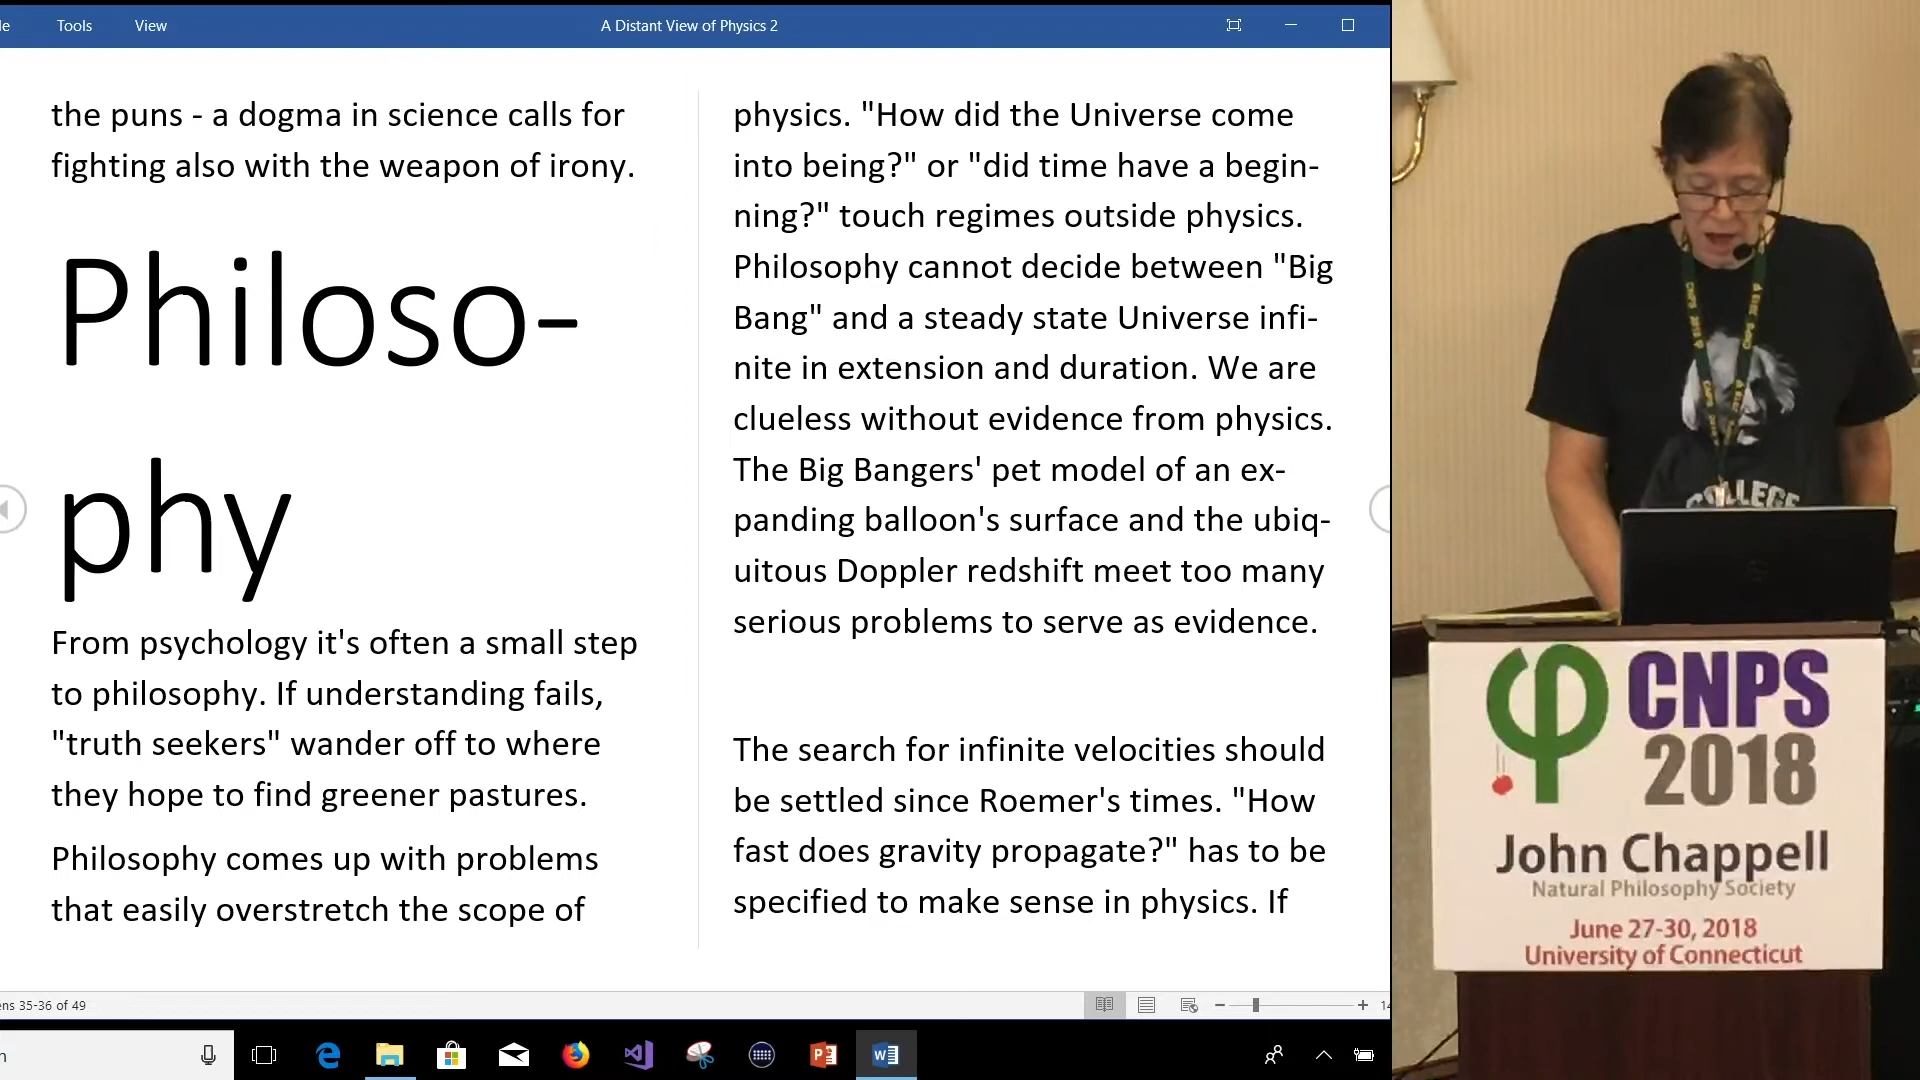 Tools
View
A Distant View of Physics 2
the puns - a dogma in science calls for
fighting also with the weapon of irony.
Philoso-
phy
From psychology it's often a small step
to philosophy. If understanding fails,
"truth seekers" wander off to where
they hope to find greener pastures.
Philosophy comes up with problems
that easily overstretch the scope of
physics. "How did the Universe come
into being?" or "did time have a begin-
ning?" touch regimes outside physics.
Philosophy cannot decide between "Big
Bang" and a steady state Universe infi-
nite in extension and duration. We are
clueless without evidence from physics.
The Big Bangers' pet model of an ex-
panding balloon's surface and the ubiq-
uitous Doppler redshift meet too many
serious problems to serve as evidence.
The search for infinite velocities should
be settled since Roemer's times. "How
fast does gravity propagate?" has to be
specified to make sense in physics. If
35-36 of 49
COLLEGE
CNPS
2018
John Chappell
Natural Philosophy Society
June 27-30, 2018
University of Connecticut